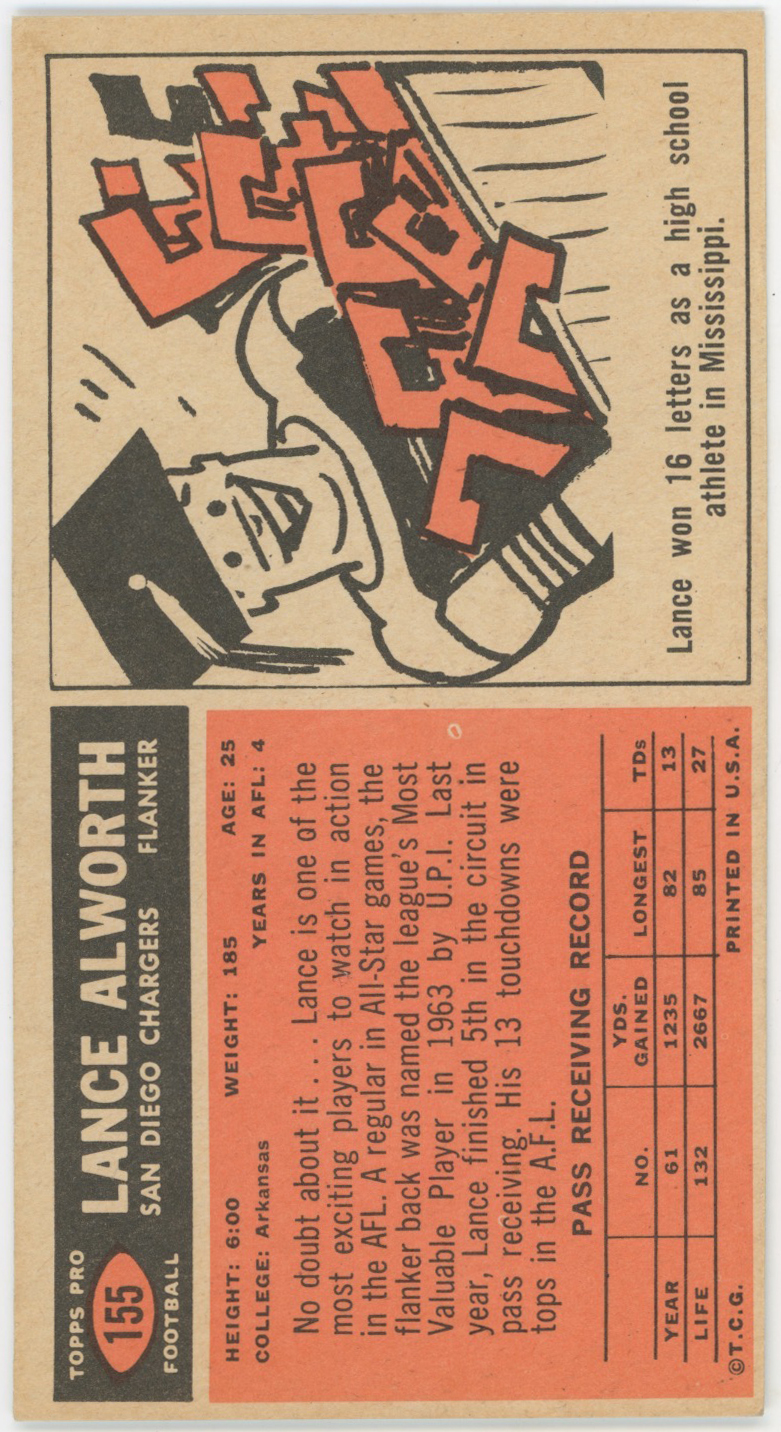 TOPPS PRO
155
FOOTBALL
LANCE ALWORTH
SAN DIEGO CHARGERS FLANKER
HEIGHT: 6:00 WEIGHT: 185 AGE: 25
COLLEGE: Arkansas YEARS IN AFL: 4
No doubt about it . . . Lance is one of the
most exciting players to watch in action
in the AFL. A regular in All-Star games, the
flanker back was named the league's Most
Valuable Player in 1963 by U.P.I. Last
year, Lance finished 5th in the circuit in
pass receiving. His 13 touchdowns were
tops in the A.F.L.
PASS RECEIVING RECORD
NO. YDS. GAINED LONGEST TDs
YEAR 61 1235 82 13
LIFE 132 2667 85 27
©T.C.G. PRINTED IN U.S.A.
Lance won 16 letters as a high school
athlete in Mississippi.